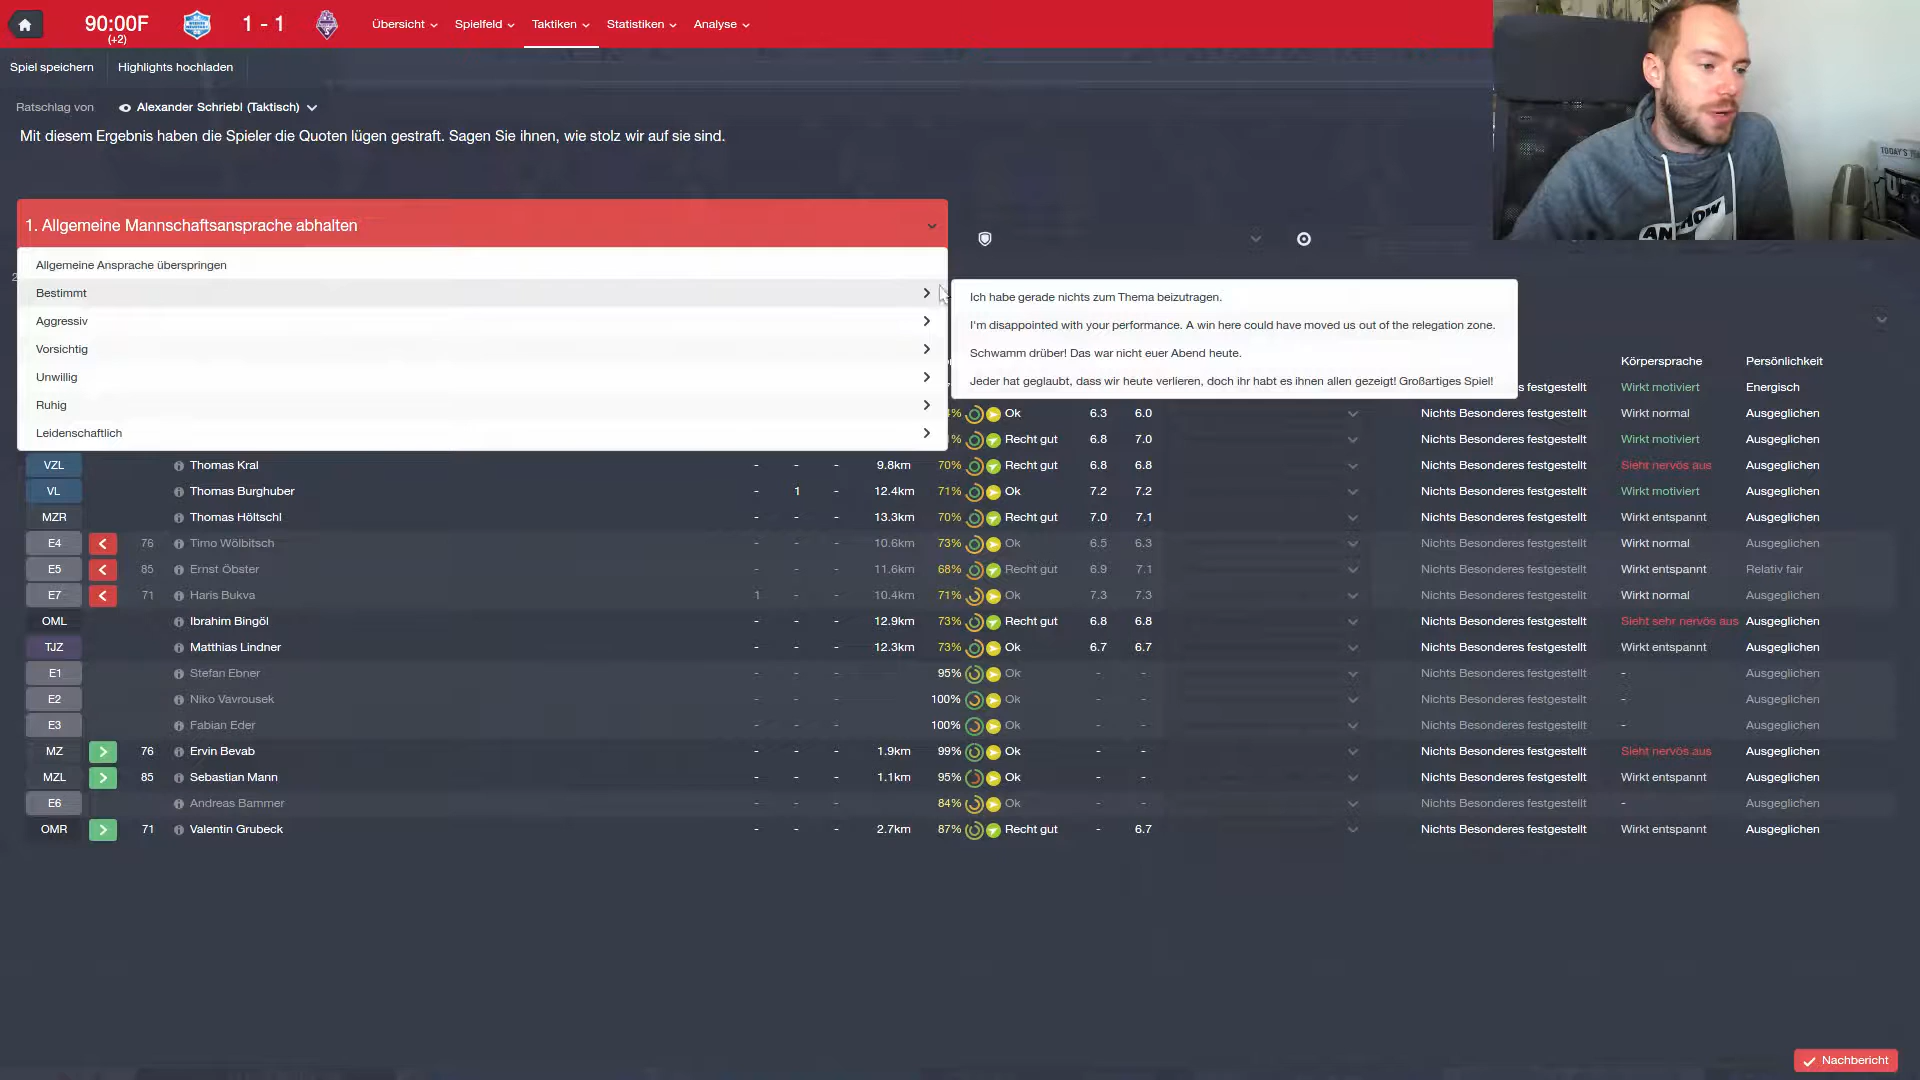 90:00F
(+2)
1 - 1
Übersicht
Spielfeld
Taktiken
Statistiken
Analyse
Spiel speichern
Highlights hochladen
Ratschlag von
Alexander Schriebl (Taktisch)
Mit diesem Ergebnis haben die Spieler die Quoten lügen gestraft. Sagen Sie ihnen, wie stolz wir auf sie sind.
1. Allgemeine Mannschaftsansprache abhalten
Allgemeine Ansprache überspringen
Bestimmt
Aggressiv
Vorsichtig
Unwillig
Ruhig
Leidenschaftlich
Ich habe gerade nichts zum Thema beizutragen.
I'm disappointed with your performance. A win here could have moved us out of the relegation zone.
Schwamm drüber! Das war nicht euer Abend heute.
Jeder hat geglaubt, dass wir heute verlieren, doch ihr habt es ihnen allen gezeigt! Großartiges Spiel!
Körpersprache Persönlichkeit
s festgestellt Wirkt motiviert Energisch
% Ok 6.3 6.0 Nichts Besonderes festgestellt Wirkt normal Ausgeglichen
% Recht gut 6.8 7.0 Nichts Besonderes festgestellt Wirkt motiviert Ausgeglichen
VZL Thomas Kral - - - 9.8km 70% Recht gut 6.8 6.8 Nichts Besonderes festgestellt Sieht nervös aus Ausgeglichen
VL Thomas Burghuber - 1 - 12.4km 71% Ok 7.2 7.2 Nichts Besonderes festgestellt Wirkt motiviert Ausgeglichen
MZR Thomas Höltschl - - - 13.3km 70% Recht gut 7.0 7.1 Nichts Besonderes festgestellt Wirkt entspannt Ausgeglichen
E4 76 Timo Wölbitsch - - - 10.6km 73% Ok 6.5 6.3 Nichts Besonderes festgestellt Wirkt normal Ausgeglichen
E5 85 Ernst Öbster - - - 11.6km 68% Recht gut 6.9 7.1 Nichts Besonderes festgestellt Wirkt entspannt Relativ fair
E7 71 Haris Bukva 1 - - 10.4km 71% Ok 7.3 7.3 Nichts Besonderes festgestellt Wirkt normal Ausgeglichen
OML Ibrahim Bingöl - - - 12.9km 73% Recht gut 6.8 6.8 Nichts Besonderes festgestellt Sieht sehr nervös aus Ausgeglichen
TJZ Matthias Lindner - - - 12.3km 73% Ok 6.7 6.7 Nichts Besonderes festgestellt Wirkt entspannt Ausgeglichen
E1 Stefan Ebner - - - 95% Ok - - Nichts Besonderes festgestellt - Ausgeglichen
E2 Niko Vavrousek - - - 100% Ok - - Nichts Besonderes festgestellt - Ausgeglichen
E3 Fabian Eder - - - 100% Ok - - Nichts Besonderes festgestellt - Ausgeglichen
MZ 76 Ervin Bevab - - - 1.9km 99% Ok - - Nichts Besonderes festgestellt Sieht nervös aus Ausgeglichen
MZL 85 Sebastian Mann - - - 1.1km 95% Ok - - Nichts Besonderes festgestellt Wirkt entspannt Ausgeglichen
E6 Andreas Bammer - - - 84% Ok - - Nichts Besonderes festgestellt - Ausgeglichen
OMR 71 Valentin Grubeck - - - 2.7km 87% Recht gut - 6.7 Nichts Besonderes festgestellt Wirkt entspannt Ausgeglichen
Nachbericht
TODAY'S